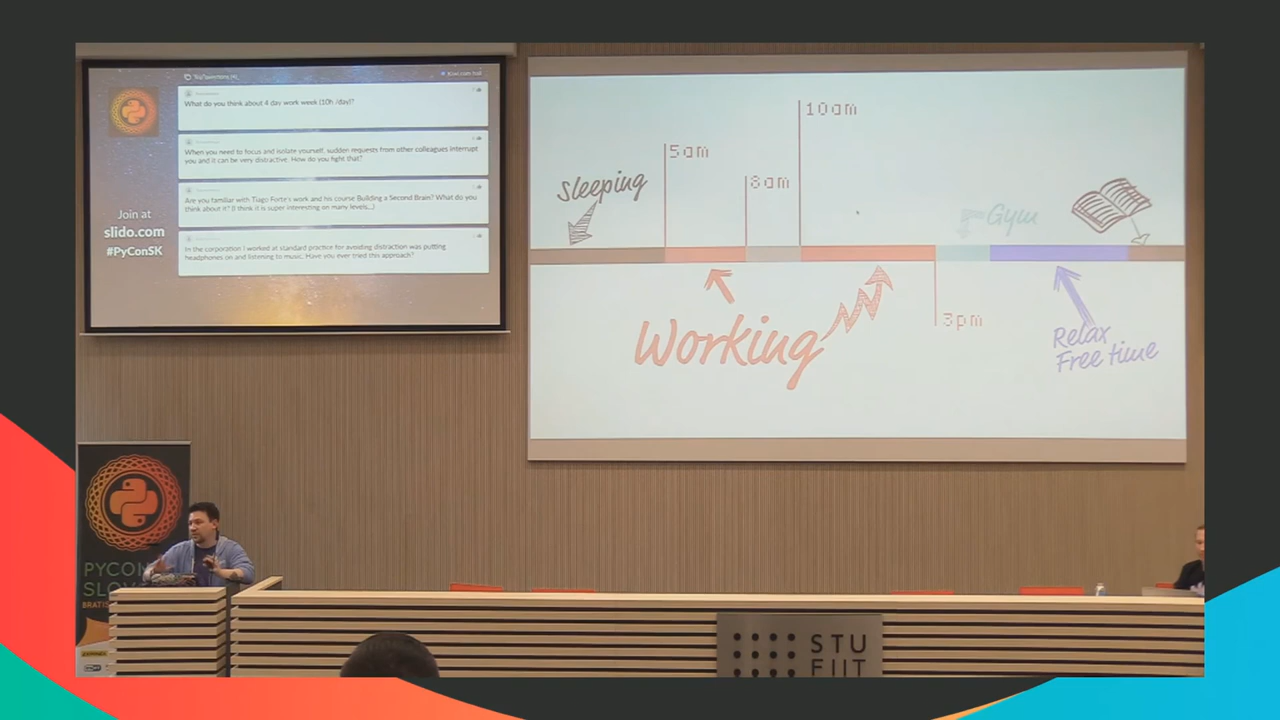 What do you think about 4 day work week (10h /day)?
When you need to focus and isolate yourself, sudden requests from other colleagues interrupt
you and it can be very distractive. How do you fight that?
Are you familiar with Tiago Forte's work and his course Building a Second Brain? What do you
think about it? (I think it is super interesting on many levels...)
In the corporation I worked at standard practice for avoiding distraction was putting
headphones on and listening to music. Have you ever tried this approach?
Join at
slido.com
#PyConSK
10am
5am
8am
Sleeping
Gym
Working
3pm
Relax
Free time
PYCON
SLOV
BRATIS
STU
FIIT